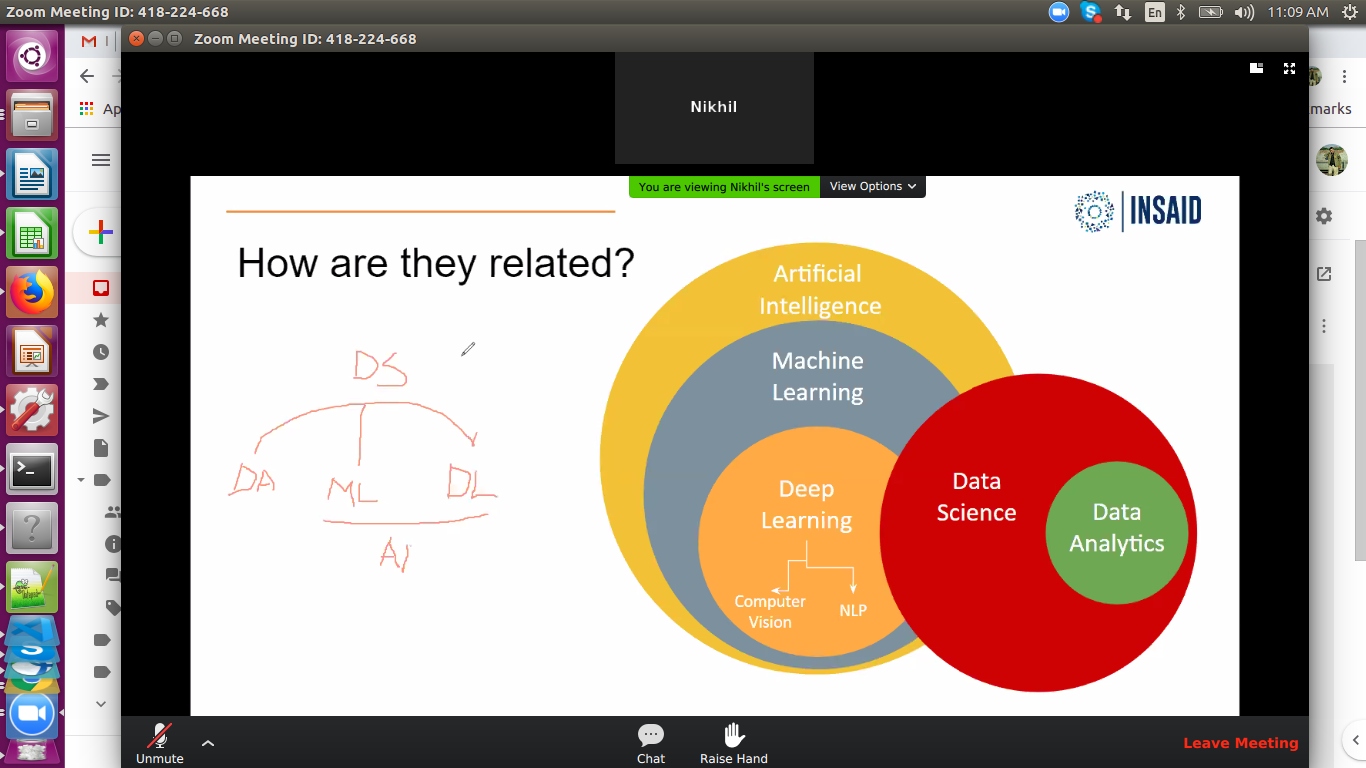 Zoom Meeting ID: 418-224-668
En
11:09 AM
Zoom Meeting ID: 418-224-668
Ap
marks
Nikhil
You are viewing Nikhil's screen
View Options
INSAID
How are they related?
Artificial
Intelligence
Machine
Learning
Deep
Learning
Computer
Vision
NLP
Data
Science
Data
Analytics
DS
DA
ML
DL
AI
Unmute
Chat
Raise Hand
Leave Meeting